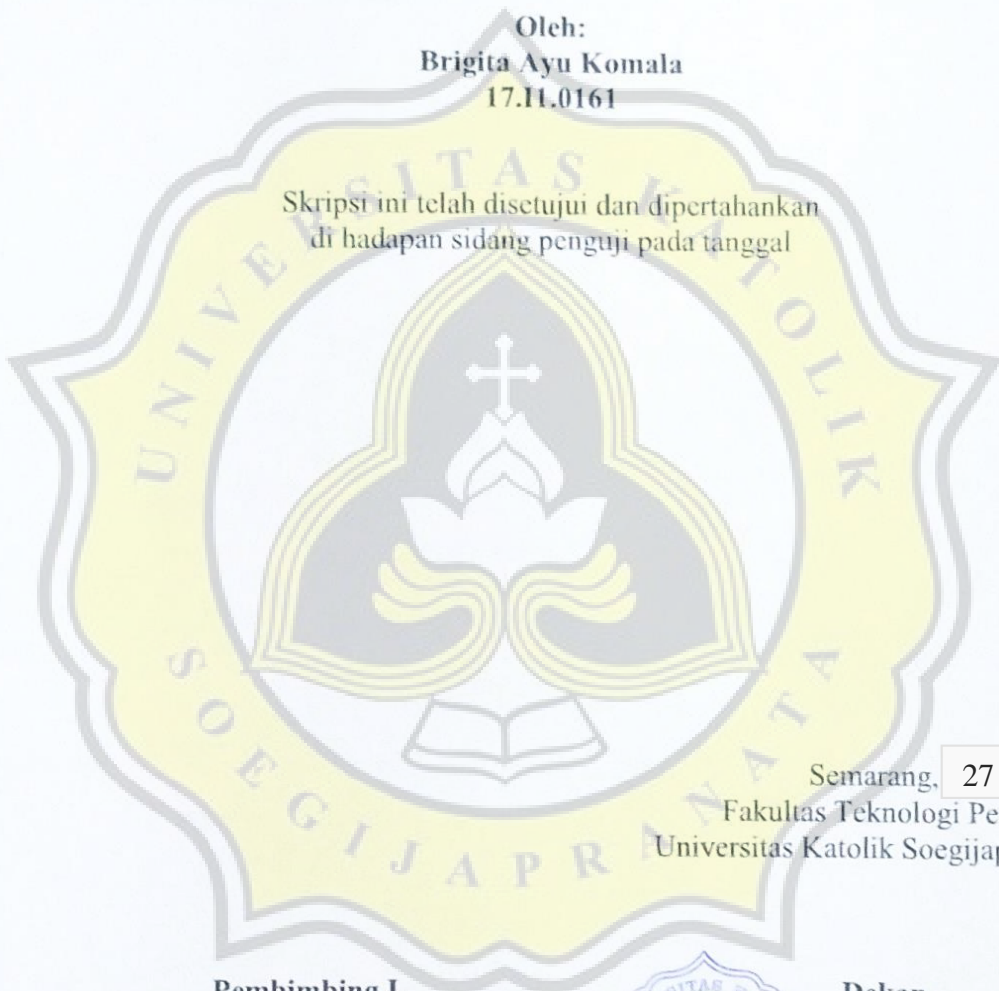 Oleh:
Brigita Ayu Komala
17.I1.0161
Skripsi ini telah disetujui dan dipertahankan
di hadapan sidang penguji pada tanggal
UNIVERSITAS KATOLIK
SOEGIJAPRANATA
Semarang, 27
Fakultas Teknologi Pe
Universitas Katolik Soegijap
Pembimbing I
Dekan